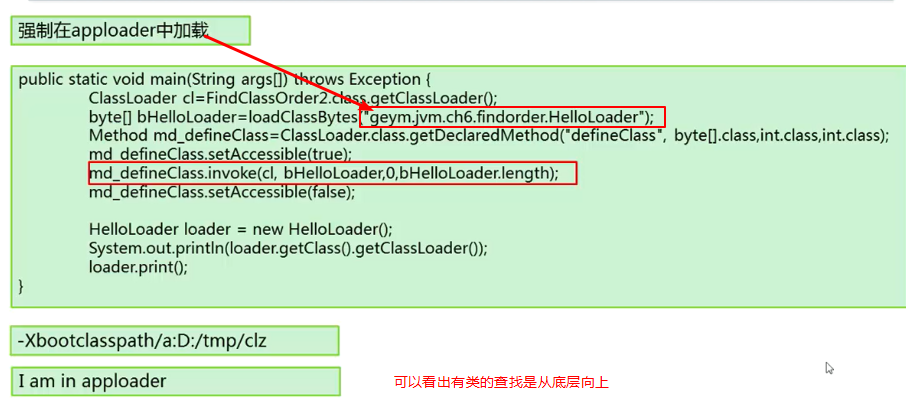 强制在apploader中加载
public static void main(String args[]) throws Exception {
ClassLoader cl=FindClassOrder2.class.getClassLoader();
byte[] bHelloLoader=loadClassBytes("geym.jvm.ch6.findorder.HelloLoader");
Method md_defineClass=ClassLoader.class.getDeclaredMethod("defineClass", byte[].class,int.class,int.class);
md_defineClass.setAccessible(true);
md_defineClass.invoke(cl, bHelloLoader,0,bHelloLoader.length);
md_defineClass.setAccessible(false);
HelloLoader loader = new HelloLoader();
System.out.println(loader.getClass().getClassLoader());
loader.print();
}
-Xbootclasspath/a:D:/tmp/clz
I am in apploader
可以看出有类的查找是从底层向上